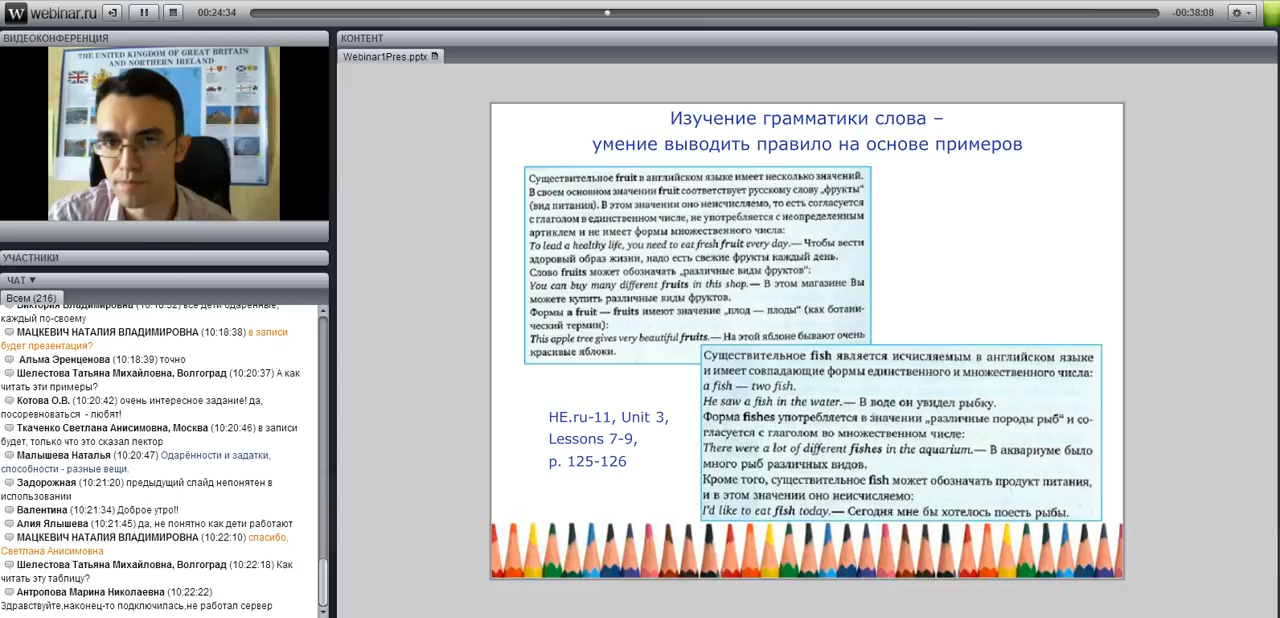 webinar.ru
00:24:34
-00:38:08
ВИДЕОКОНФЕРЕНЦИЯ
THE UNITED KINGDOM OF GREAT BRITAIN
AND NORTHERN IRELAND
УЧАСТНИКИ
ЧАТ
Всем (216)
Виктория Владимировна (10:18:32) все дети одаренные,
каждый по-своему
МАЦКЕВИЧ НАТАЛИЯ ВЛАДИМИРОВНА (10:18:38) в записи
будет презентация?
Альма Эренценова (10:18:39) точно
Шелестова Татьяна Михайловна, Волгоград (10:20:37) А как
читать эти примеры?
Котова О.В. (10:20:42) очень интересное задание! да,
посоревноваться - любят!
Ткаченко Светлана Анисимовна, Москва (10:20:46) в записи
будет, только что это сказал лектор
Малышева Наталья (10:20:47) Одарённости и задатки,
способности - разные вещи.
Задорожная (10:21:20) предыдущий слайд непонятен в
использовании
Валентина (10:21:34) Доброе утро!!
Алия Ялышева (10:21:45) да, не понятно как дети работают
МАЦКЕВИЧ НАТАЛИЯ ВЛАДИМИРОВНА (10:22:10) спасибо,
Светлана Анисимовна
Шелестова Татьяна Михайловна, Волгоград (10:22:18) Как
читать эту таблицу?
Антропова Марина Николаевна (10:22:22)
Здравствуйте,наконец-то подключилась,не работал сервер
КОНТЕНТ
Webinar1Pres.pptx
Изучение грамматики слова –
умение выводить правило на основе примеров
Существительное fruit в английском языке имеет несколько значений.
В своем основном значении fruit соответствует русскому слову „фрукты“
(вид питания). В этом значении оно неисчисляемо, то есть согласуется
с глаголом в единственном числе, не употребляется с неопределенным
артиклем и не имеет формы множественного числа:
To lead a healthy life, you need to eat fresh fruit every day.— Чтобы вести
здоровый образ жизни, надо есть свежие фрукты каждый день.
Слово fruits может обозначать „различные виды фруктов“:
You can buy many different fruits in this shop.— В этом магазине Вы
можете купить различные виды фруктов.
Формы a fruit — fruits имеют значение „плод — плоды“ (как ботани-
ческий термин):
This apple tree gives very beautiful fruits.— На этой яблоне бывают очень
красивые яблоки.
Существительное fish является исчисляемым в английском языке
и имеет совпадающие формы единственного и множественного числа:
a fish — two fish.
He saw a fish in the water.— В воде он увидел рыбку.
Форма fishes употребляется в значении „различные породы рыб“ и со-
гласуется с глаголом во множественном числе:
There were a lot of different fishes in the aquarium.— В аквариуме было
много рыб различных видов.
Кроме того, существительное fish может обозначать продукт питания,
и в этом значении оно неисчисляемо:
I'd like to eat fish today.— Сегодня мне бы хотелось поесть рыбы.
HE.ru-11, Unit 3,
Lessons 7-9,
p. 125-126